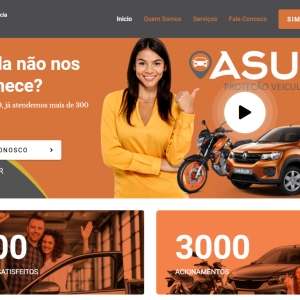 cia
Início Quem Somos Serviços Fale Conosco SIM
la não nos
nece?
O, já atendemos mais de 300
ONOSCO
R
ASU
PROTEÇÃO VEICUL
00
SATISFEITOS
3000
ACIONAMENTOS